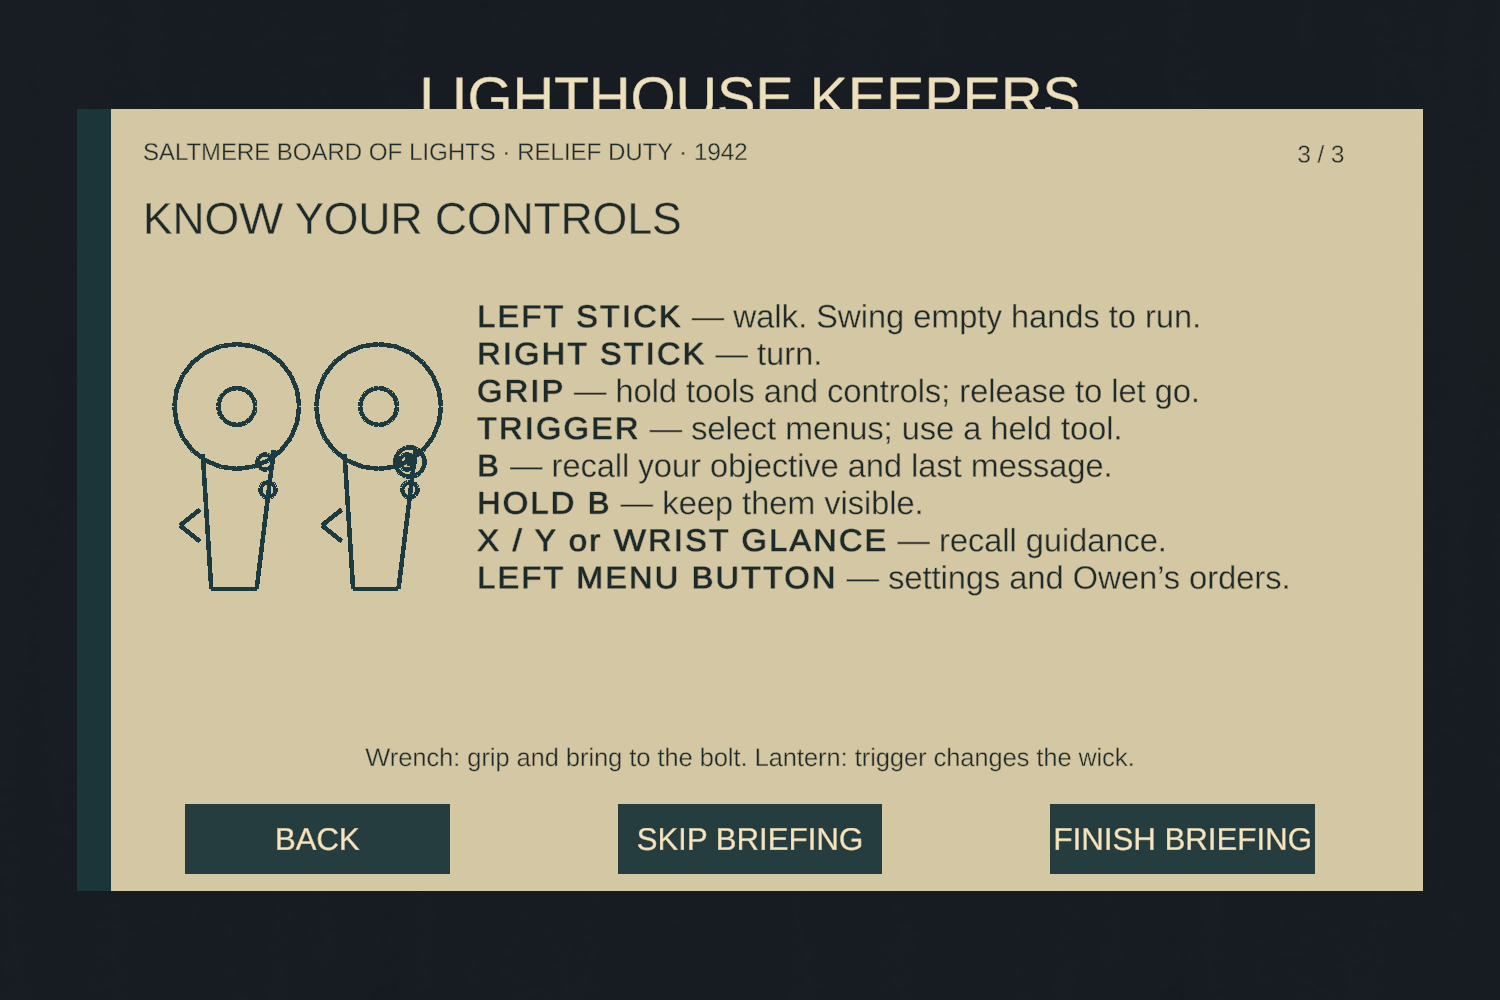 LIGHTHOUSE KEEPERS
SALTMERE BOARD OF LIGHTS · RELIEF DUTY · 1942
3 / 3
KNOW YOUR CONTROLS
LEFT STICK — walk. Swing empty hands to run.
RIGHT STICK — turn.
GRIP — hold tools and controls; release to let go.
TRIGGER — select menus; use a held tool.
B — recall your objective and last message.
HOLD B — keep them visible.
X / Y or WRIST GLANCE — recall guidance.
LEFT MENU BUTTON — settings and Owen’s orders.
Wrench: grip and bring to the bolt. Lantern: trigger changes the wick.
BACK
SKIP BRIEFING
FINISH BRIEFING